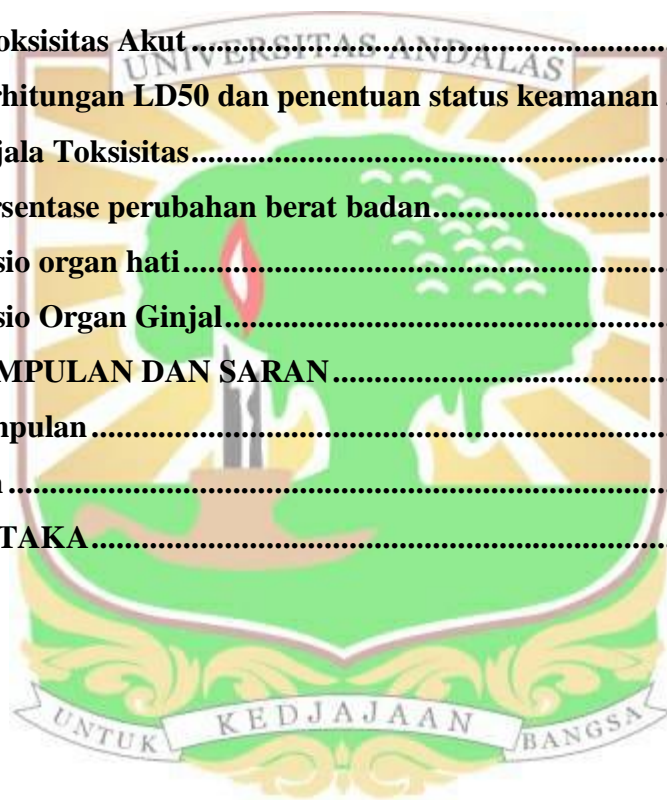 oksisitas Akut................................................
UNIVERSITAS ANDALAS
rhitungan LD50 dan penentuan status keamanan .
jala Toksisitas................................................
rsentase perubahan berat badan........................
sio organ hati................................................
sio Organ Ginjal............................................
MPULAN DAN SARAN....................................
npulan..........................................................
n..................................................................
TAKA...........................................................
UNTUK KEDJAJAAN BANGSA